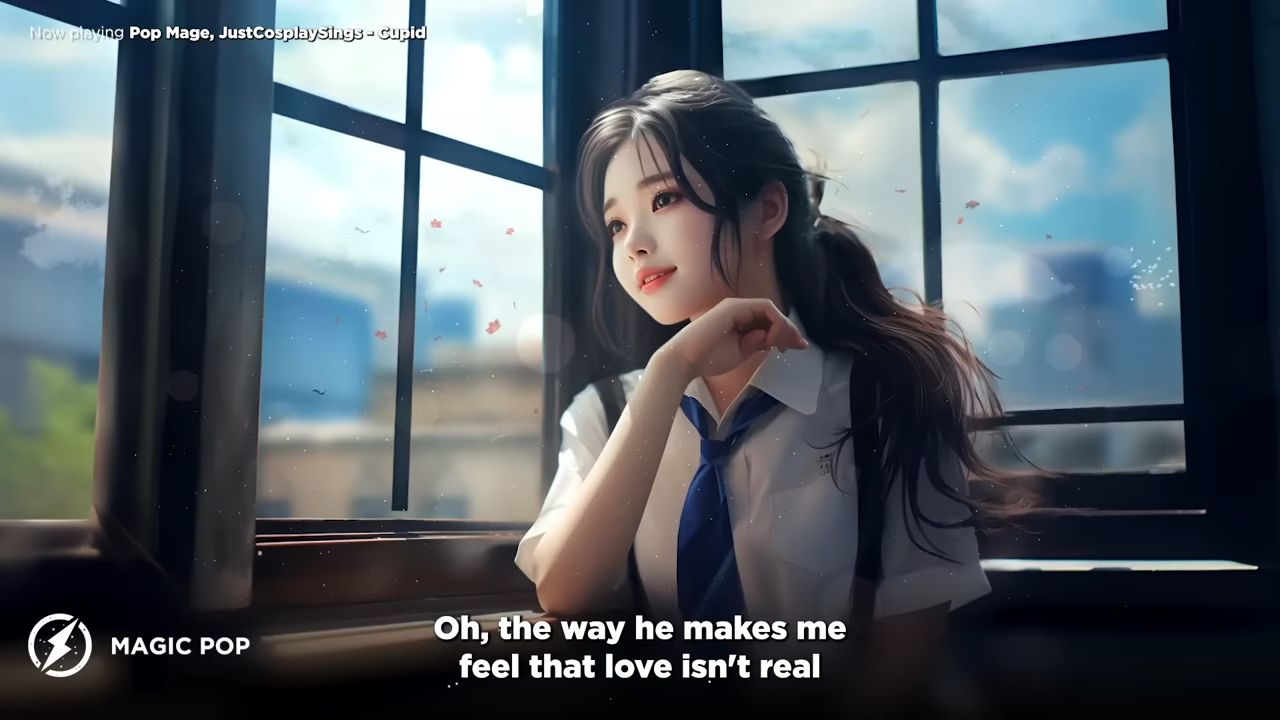 Now playing Pop Mage, JustCosplaySings - Cupid
MAGIC POP
Oh, the way he makes me
feel that love isn't real